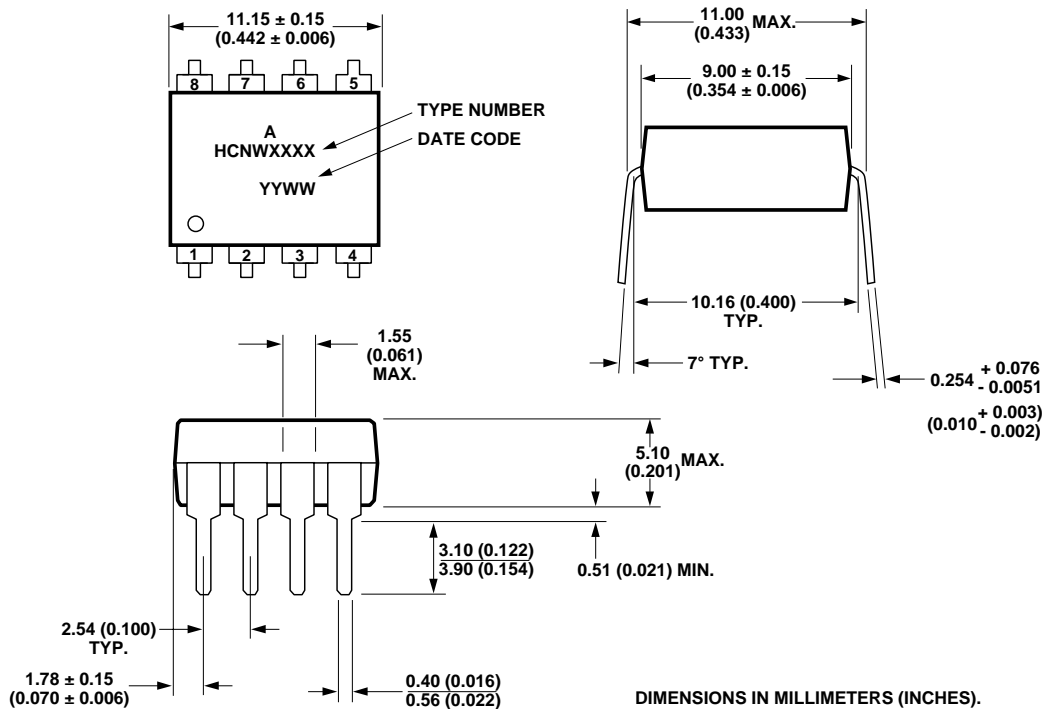 11.15 ± 0.15
(0.442 ± 0.006)
8 7 6 5
A
HCNWXXXX
YYWW
1 2 3 4
TYPE NUMBER
DATE CODE
11.00
(0.433) MAX.
9.00 ± 0.15
(0.354 ± 0.006)
10.16 (0.400)
TYP.
7° TYP.
0.254 + 0.076
- 0.0051
(0.010 + 0.003)
- 0.002)
1.55
(0.061)
MAX.
5.10
(0.201) MAX.
3.10 (0.122)
3.90 (0.154)
0.51 (0.021) MIN.
2.54 (0.100)
TYP.
1.78 ± 0.15
(0.070 ± 0.006)
0.40 (0.016)
0.56 (0.022)
DIMENSIONS IN MILLIMETERS (INCHES).